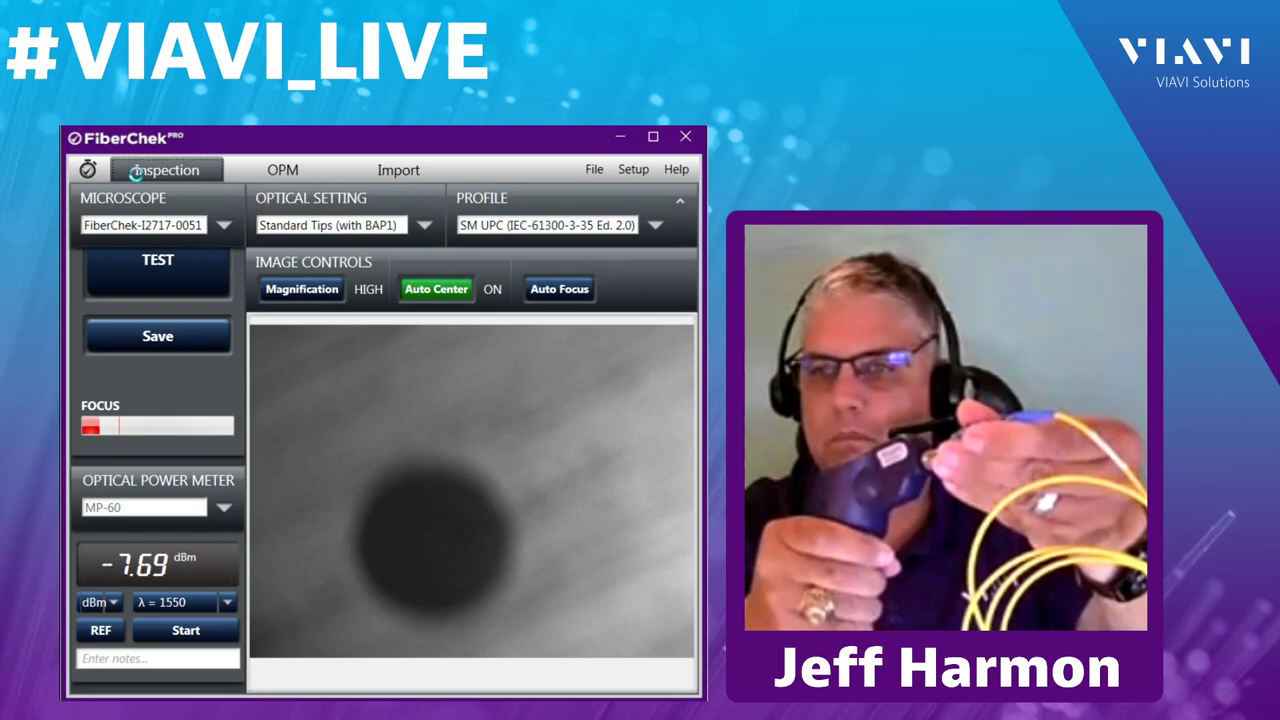 #VIAVI_LIVE
VIAVI
VIAVI Solutions
FiberChek PRO
Inspection
OPM
Import
File
Setup
Help
MICROSCOPE
OPTICAL SETTING
PROFILE
FiberChek-I2717-0051
Standard Tips (with BAP1)
SM UPC (IEC-61300-3-35 Ed. 2.0)
TEST
IMAGE CONTROLS
Magnification
HIGH
Auto Center
ON
Auto Focus
Save
FOCUS
OPTICAL POWER METER
MP-60
-7.69 dBm
dBm
λ = 1550
REF
Start
Enter notes...
Jeff Harmon